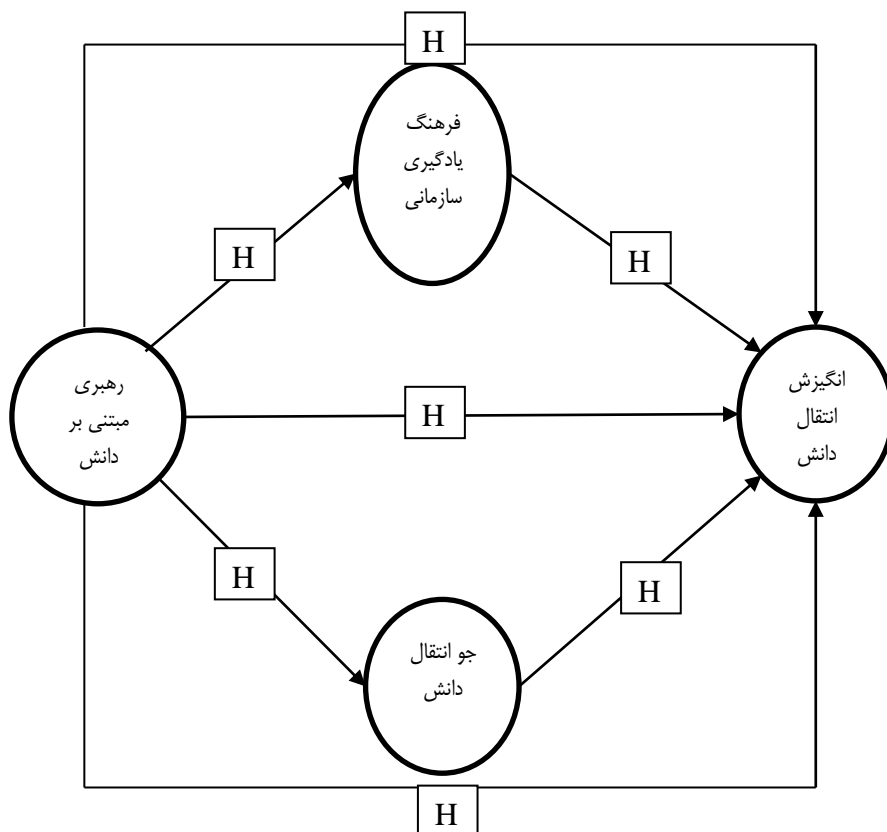 H
فرهنگ
یادگیری
سازمانی
H
H
رهبری
مبتنی بر
دانش
H
انگیزش
انتقال
دانش
H
H
جو انتقال
دانش
H